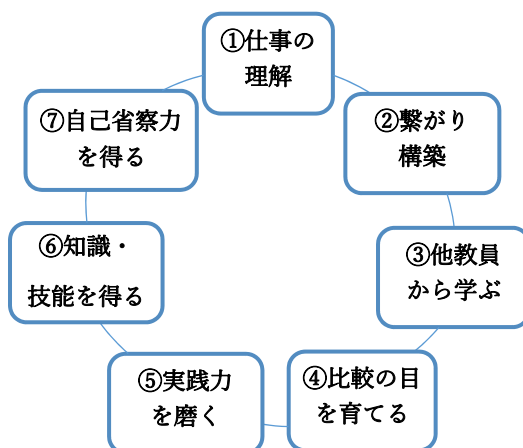 ①仕事の
理解
②繋がり
構築
③他教員
から学ぶ
④比較の目
を育てる
⑤実践力
を磨く
⑥知識・
技能を得る
⑦自己省察力
を得る